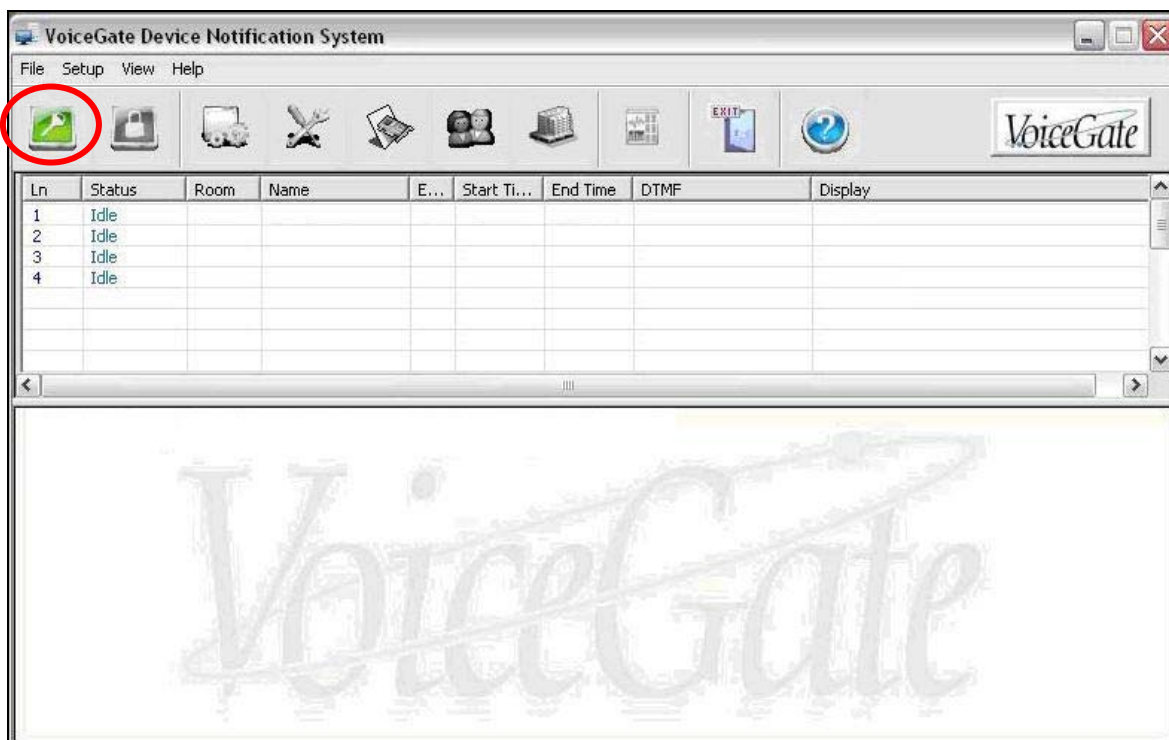 VoiceGate Device Notification System
File Setup View Help
EXIT
VoiceGate
Ln Status Room Name E... Start Ti... End Time DTMF Display
1 Idle
2 Idle
3 Idle
4 Idle
VoiceGate